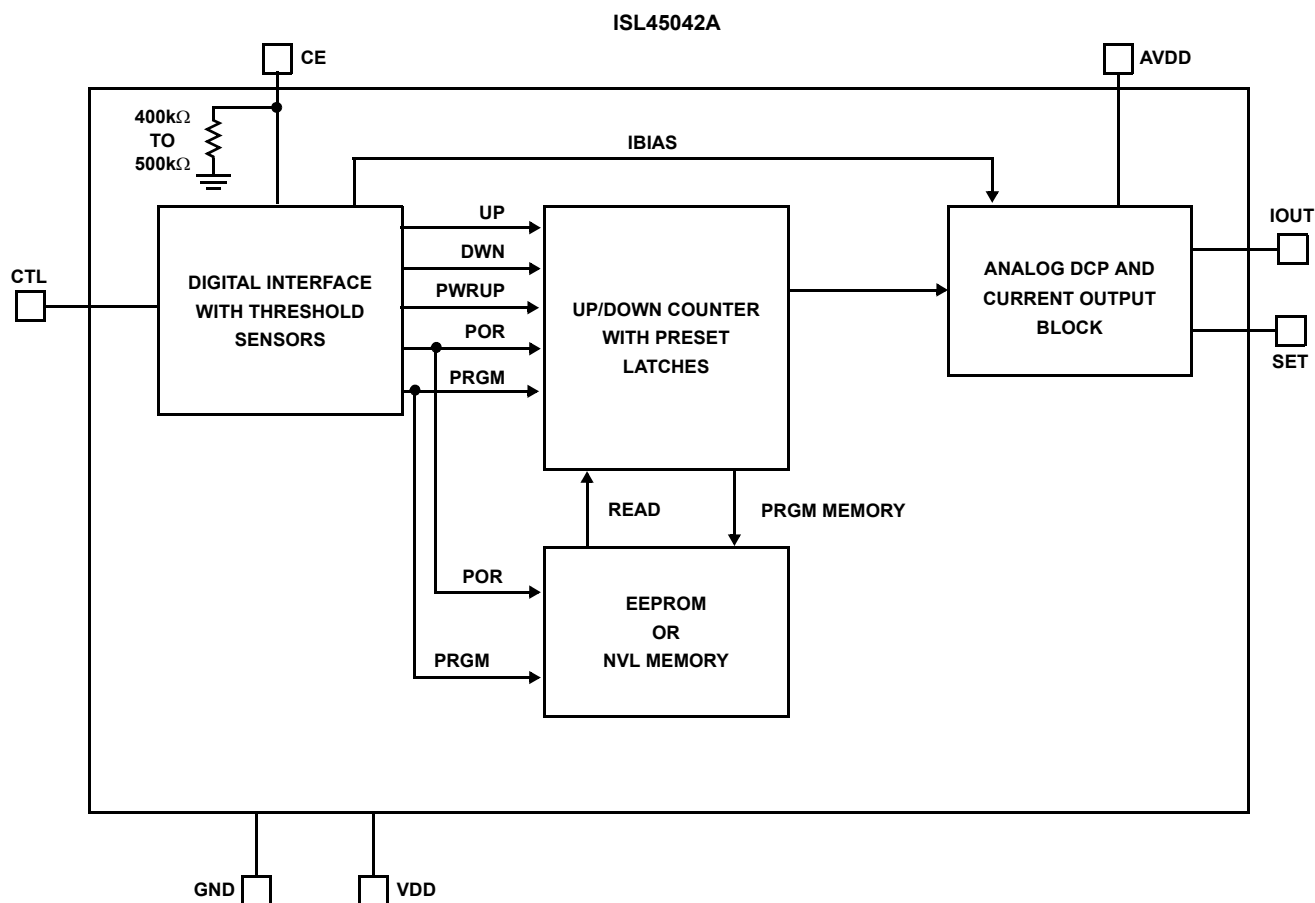 ISL45042A
CE
AVDD
400kΩ
TO
500kΩ
IBIAS
UP
DWN
PWRUP
POR
PRGM
IOUT
SET
CTL
DIGITAL INTERFACE
WITH THRESHOLD
SENSORS
UP/DOWN COUNTER
WITH PRESET
LATCHES
ANALOG DCP AND
CURRENT OUTPUT
BLOCK
READ
PRGM MEMORY
POR
PRGM
EEPROM
OR
NVL MEMORY
GND
VDD